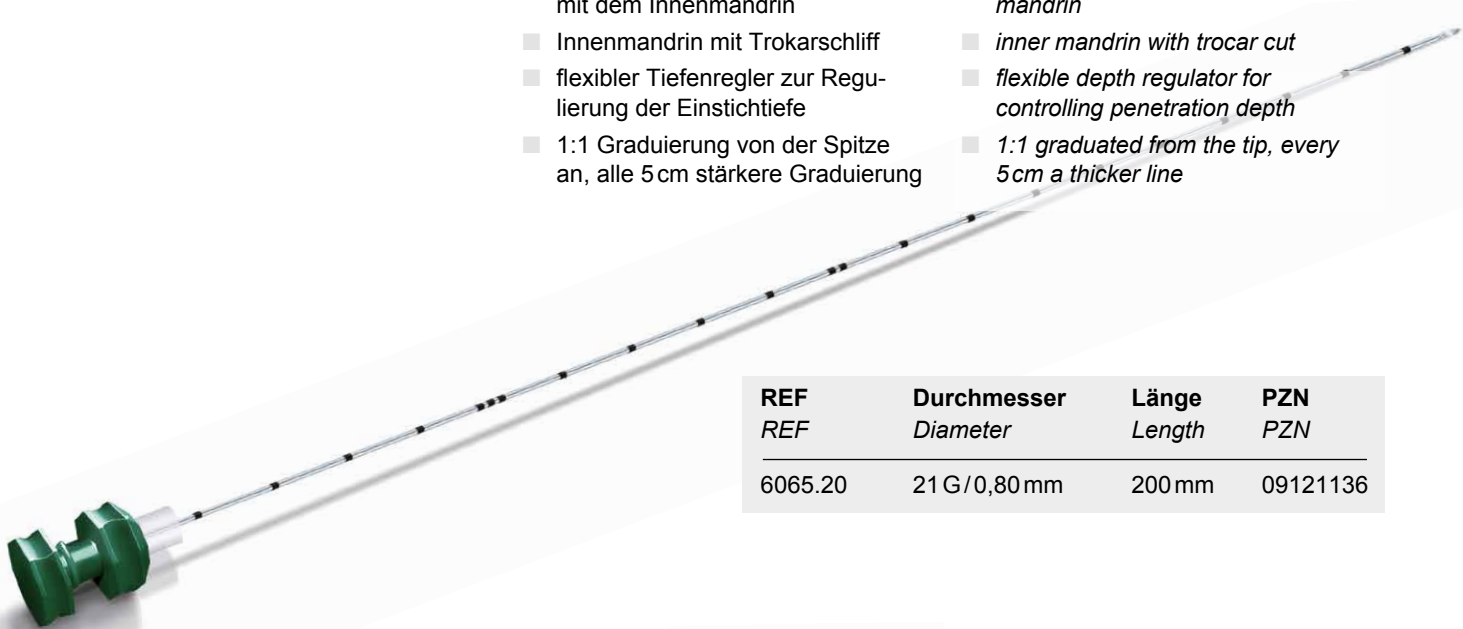 mit dem Innenmandrin
Innenmandrin mit Trokarschliff
flexibler Tiefenregler zur Regu-
lierung der Einstichtiefe
1:1 Graduierung von der Spitze
an, alle 5 cm stärkere Graduierung
mandrin
inner mandrin with trocar cut
flexible depth regulator for
controlling penetration depth
1:1 graduated from the tip, every
5 cm a thicker line
REF Durchmesser Länge PZN
REF Diameter Length PZN
6065.20 21 G / 0,80 mm 200 mm 09121136